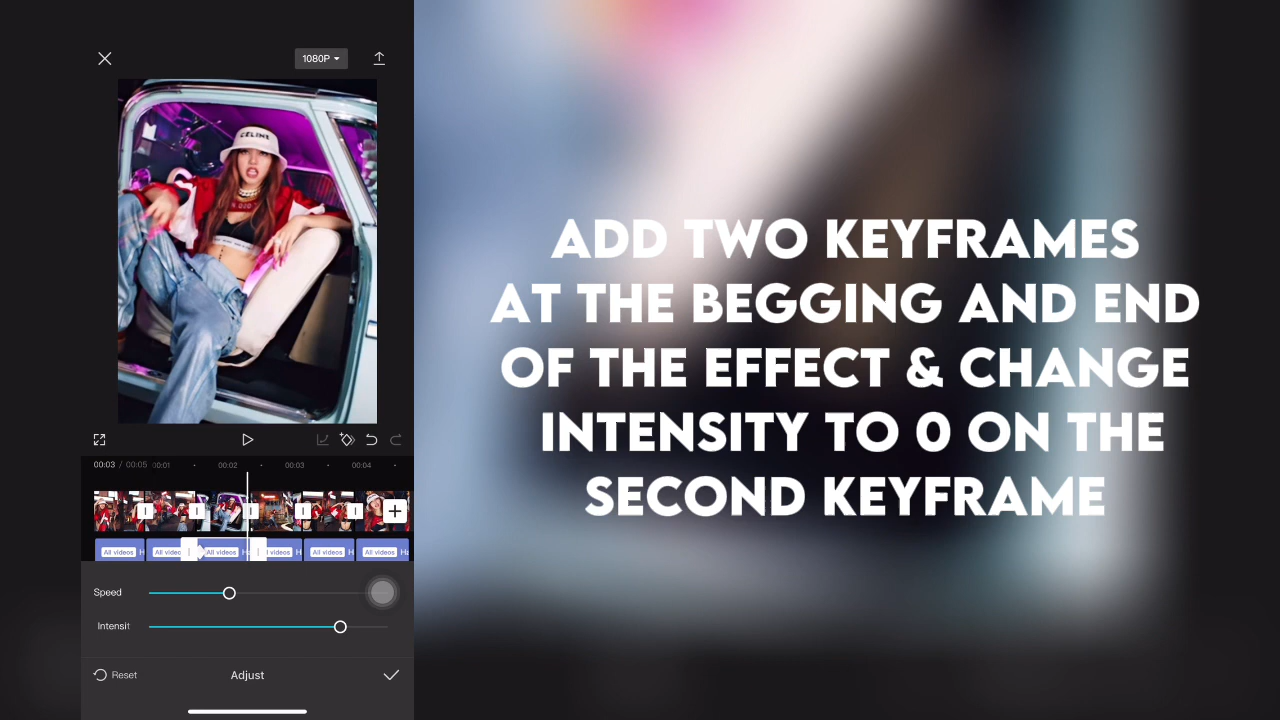 1080P
CELINE
ADD TWO KEYFRAMES
AT THE BEGGING AND END
OF THE EFFECT & CHANGE
INTENSITY TO 0 ON THE
SECOND KEYFRAME
00:03 / 00:05 00:01 00:02 00:03 00:04
All videos H All videos All videos H H All videos H All videos Ha
Speed
Intensit
Reset Adjust